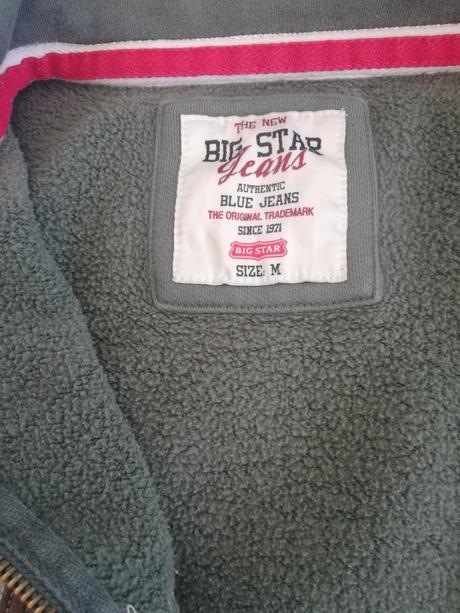 THE NEW
BIG STAR
Jeans
AUTHENTIC
BLUE JEANS
THE ORIGINAL TRADEMARK
SINCE 1971
BIG STAR
SIZE: M